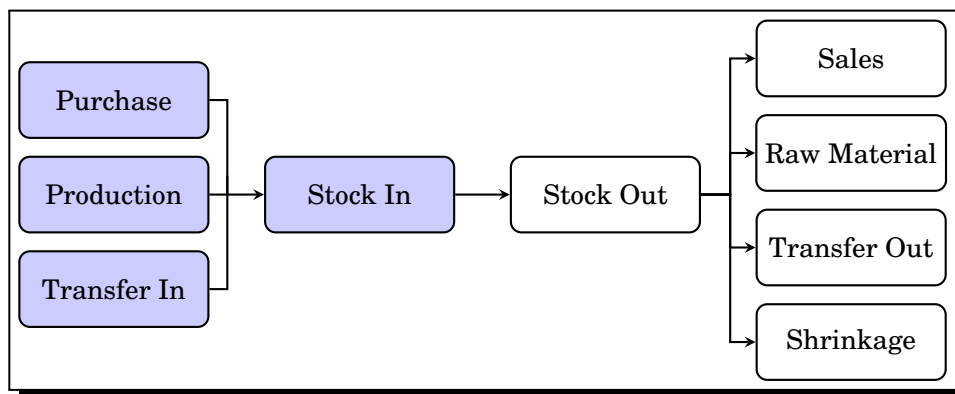 Purchase
Production
Transfer In
Stock In
Stock Out
Sales
Raw Material
Transfer Out
Shrinkage